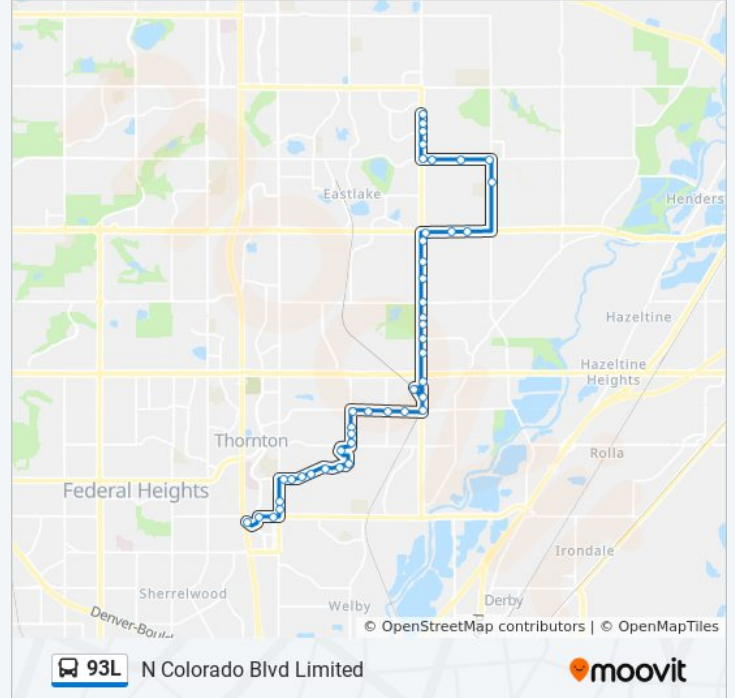 Eastlake
Henders
Hazeltine
Hazeltine
Heights
Thornton
Rolla
Federal Heights
Irondale
Sherrelwood
Derby
Welby
Denver-Boul
© OpenStreetMap contributors | © OpenMapTiles
93L N Colorado Blvd Limited
moovit